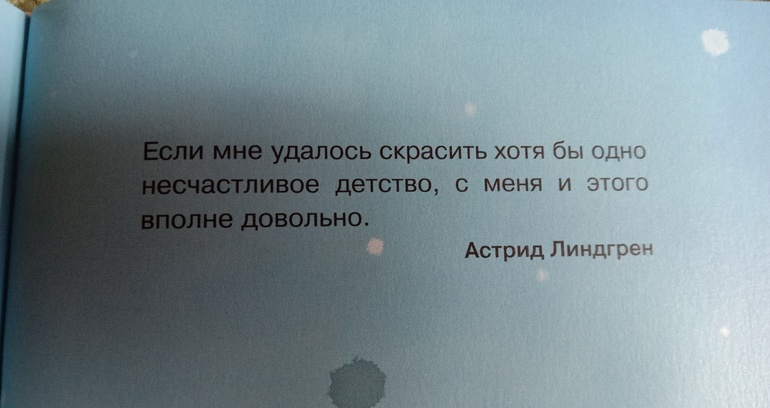 Если мне удалось скрасить хотя бы одно
несчастливое детство, с меня и этого
вполне довольно.
Астрид Линдгрен